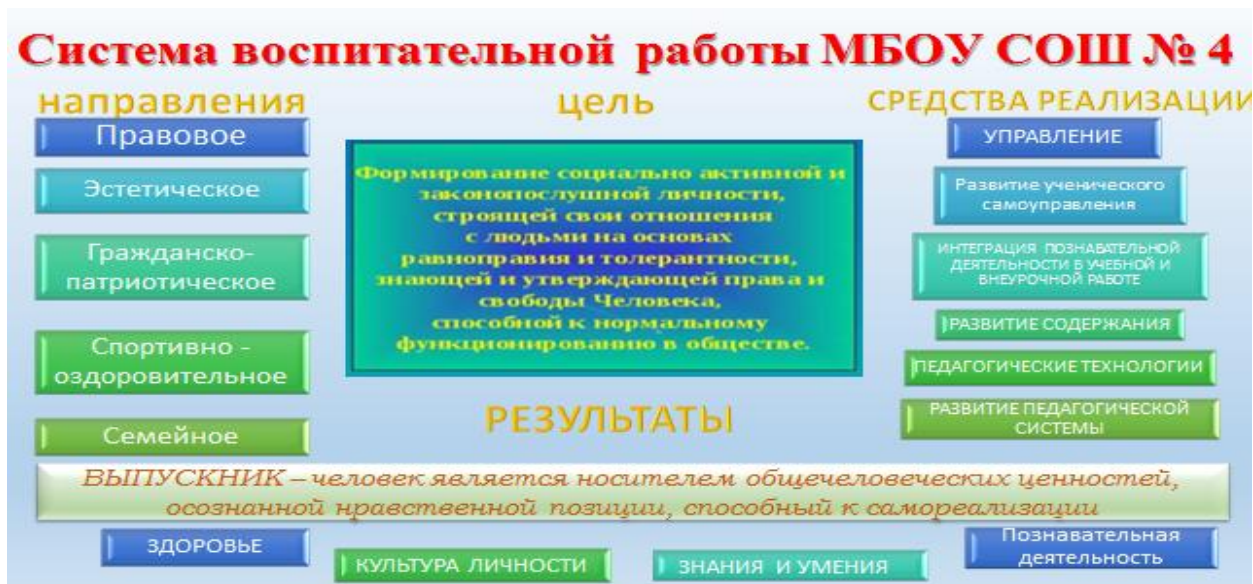 Система воспитательной работы МБОУ СОШ № 4
направления
Правовое
Эстетическое
Гражданско-
патриотическое
Спортивно -
оздоровительное
Семейное
цель
Формирование социально активной и
законопослушной личности,
строящей свои отношения
с людьми на основах
равноправия и толерантности,
знающей и утверждающей права и
свободы Человека,
способной к нормальному
функционированию в обществе.
СРЕДСТВА РЕАЛИЗАЦИИ
УПРАВЛЕНИЕ
Развитие ученического
самоуправления
ИНТЕГРАЦИЯ ПОЗНАВАТЕЛЬНОЙ
ДЕЯТЕЛЬНОСТИ В УЧЕБНОЙ И
ВНЕУРОЧНОЙ РАБОТЕ
РАЗВИТИЕ СОДЕРЖАНИЯ
ПЕДАГОГИЧЕСКИЕ ТЕХНОЛОГИИ
РАЗВИТИЕ ПЕДАГОГИЧЕСКОЙ
СИСТЕМЫ
РЕЗУЛЬТАТЫ
ВЫПУСКНИК – человек является носителем общечеловеческих ценностей,
осознанной нравственной позиции, способный к самореализации
ЗДОРОВЬЕ
КУЛЬТУРА ЛИЧНОСТИ
ЗНАНИЯ И УМЕНИЯ
Познавательная
деятельность